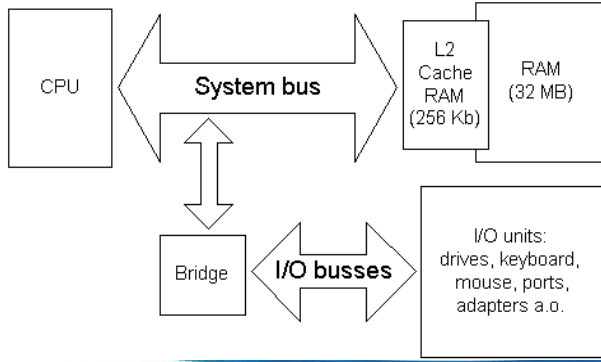 CPU
System bus
L2
Cache
RAM
(256 Kb)
RAM
(32 MB)
Bridge
I/O busses
I/O units:
drives, keyboard,
mouse, ports,
adapters a.o.